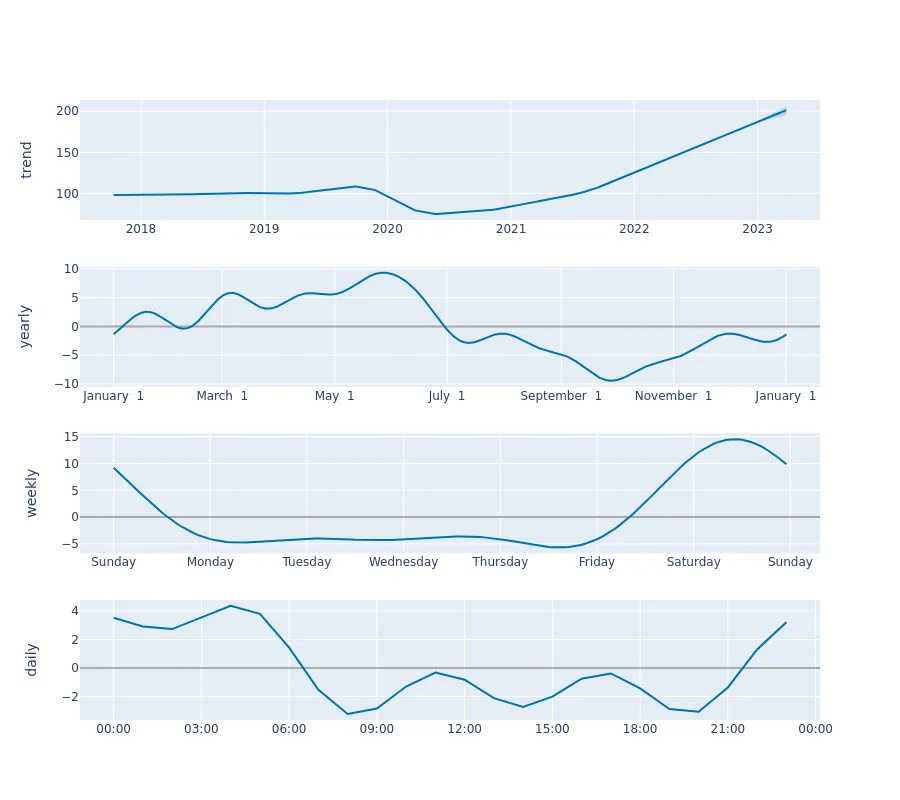 trend
200
150
100
2018 2019 2020 2021 2022 2023
yearly
10
5
0
−5
−10
January 1 March 1 May 1 July 1 September 1 November 1 January 1
weekly
15
10
5
0
−5
Sunday Monday Tuesday Wednesday Thursday Friday Saturday Sunday
daily
4
2
0
−2
00:00 03:00 06:00 09:00 12:00 15:00 18:00 21:00 00:00